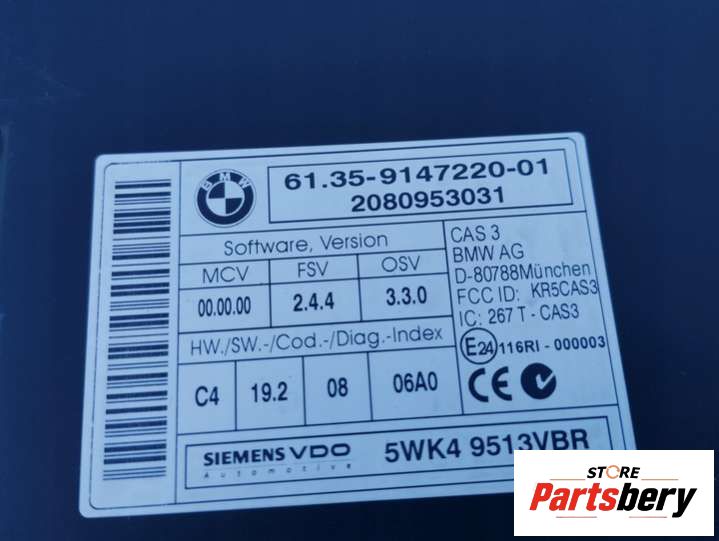 BMW
61.35-9147220-01
2080953031
Software, Version
MCV FSV OSV
00.00.00 2.4.4 3.3.0
HW./SW.-/Cod.-/Diag.-Index
C4 19.2 08 06A0
CAS 3
BMW AG
D-80788München
FCC ID: KR5CAS3
IC: 267 T - CAS3
E24 116RI - 000003
CE
SIEMENS VDO
Automotive
5WK4 9513VBR
STORE
Partsbery